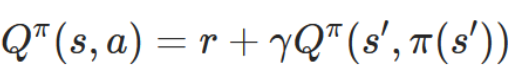 Q^π(s, a) = r + γQ^π(s′, π(s′))